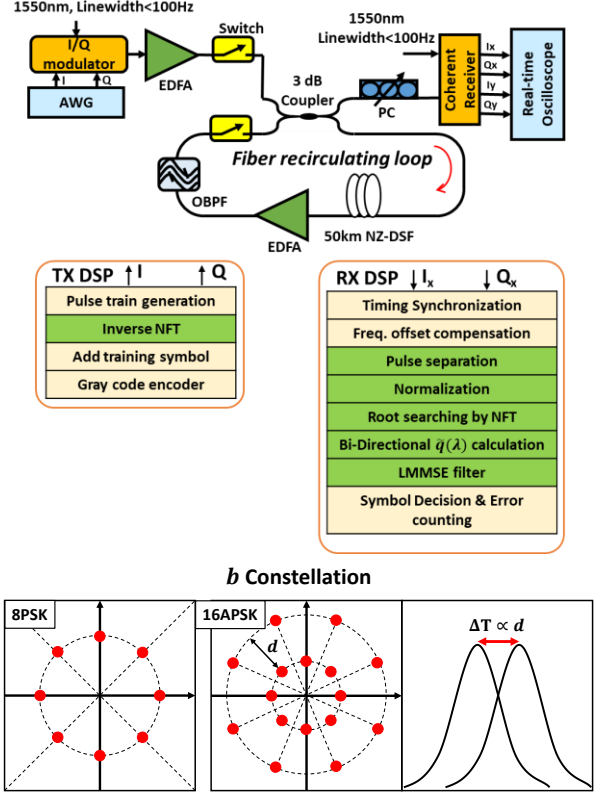 1550nm, Linewidth<100Hz
I/Q
modulator
I
Q
AWG
EDFA
Switch
3 dB
Coupler
1550nm
Linewidth<100Hz
PC
Coherent
Receiver
Ix
Qx
Iy
Qy
Real-time
Oscilloscope
Fiber recirculating loop
OBPF
EDFA
50km NZ-DSF
TX DSP I Q
Pulse train generation
Inverse NFT
Add training symbol
Gray code encoder
RX DSP Iₓ Qₓ
Timing Synchronization
Freq. offset compensation
Pulse separation
Normalization
Root searching by NFT
Bi-Directional q̃(λ) calculation
LMMSE filter
Symbol Decision & Error
counting
b Constellation
8PSK
16APSK
d
ΔT ∝ d